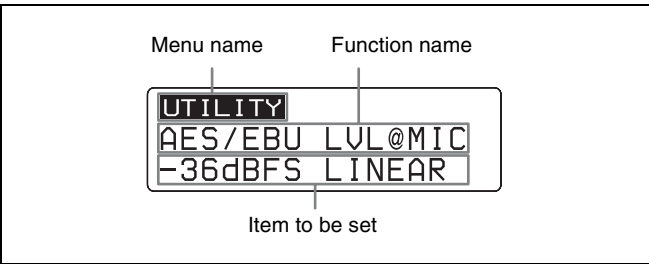 Menu name Function name
UTILITY
AES/EBU LVL@MIC
-36dBFS LINEAR
Item to be set